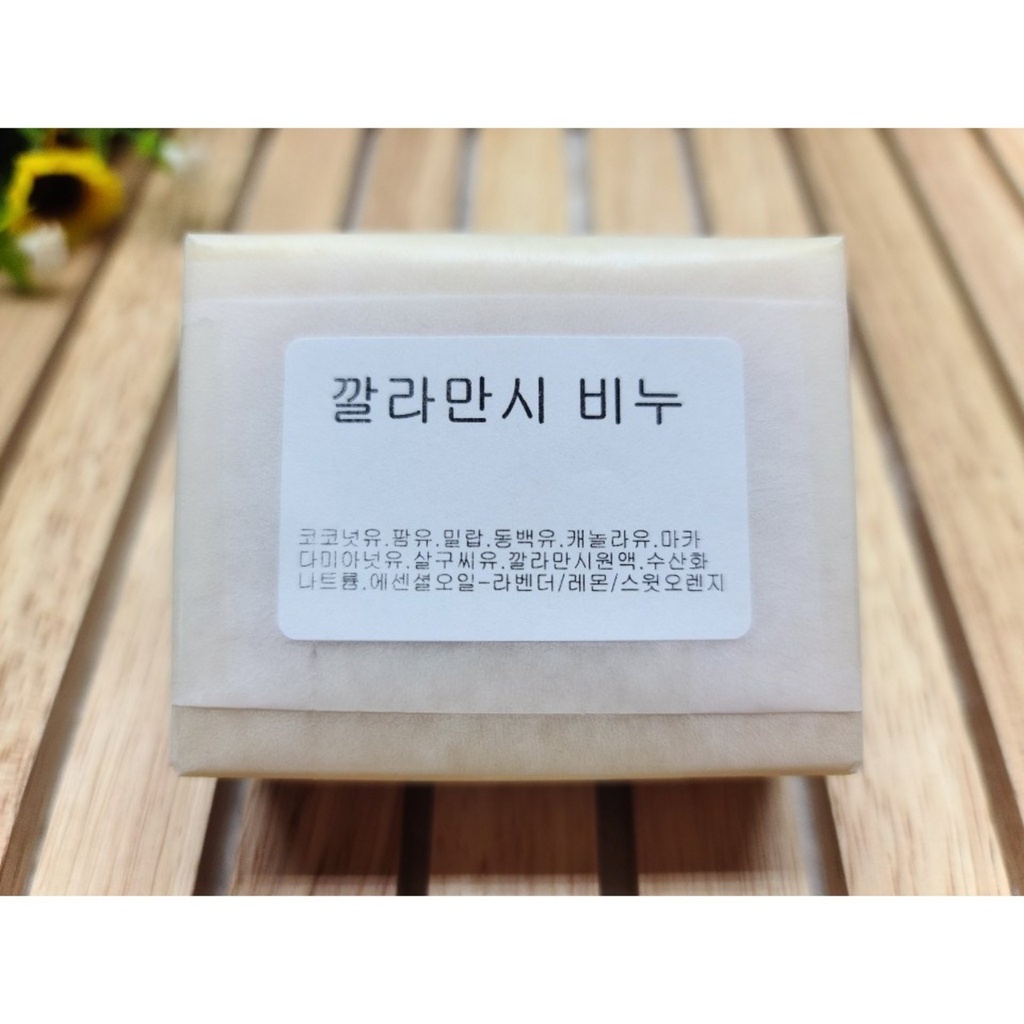 깔라만시 비누
코코넛유.팜유.밀랍.동백유.캐놀라유.마카
다미아넛유.살구씨유.깔라만시원액.수산화
나트륨.에센셜오일-라벤더/레몬/스윗오렌지